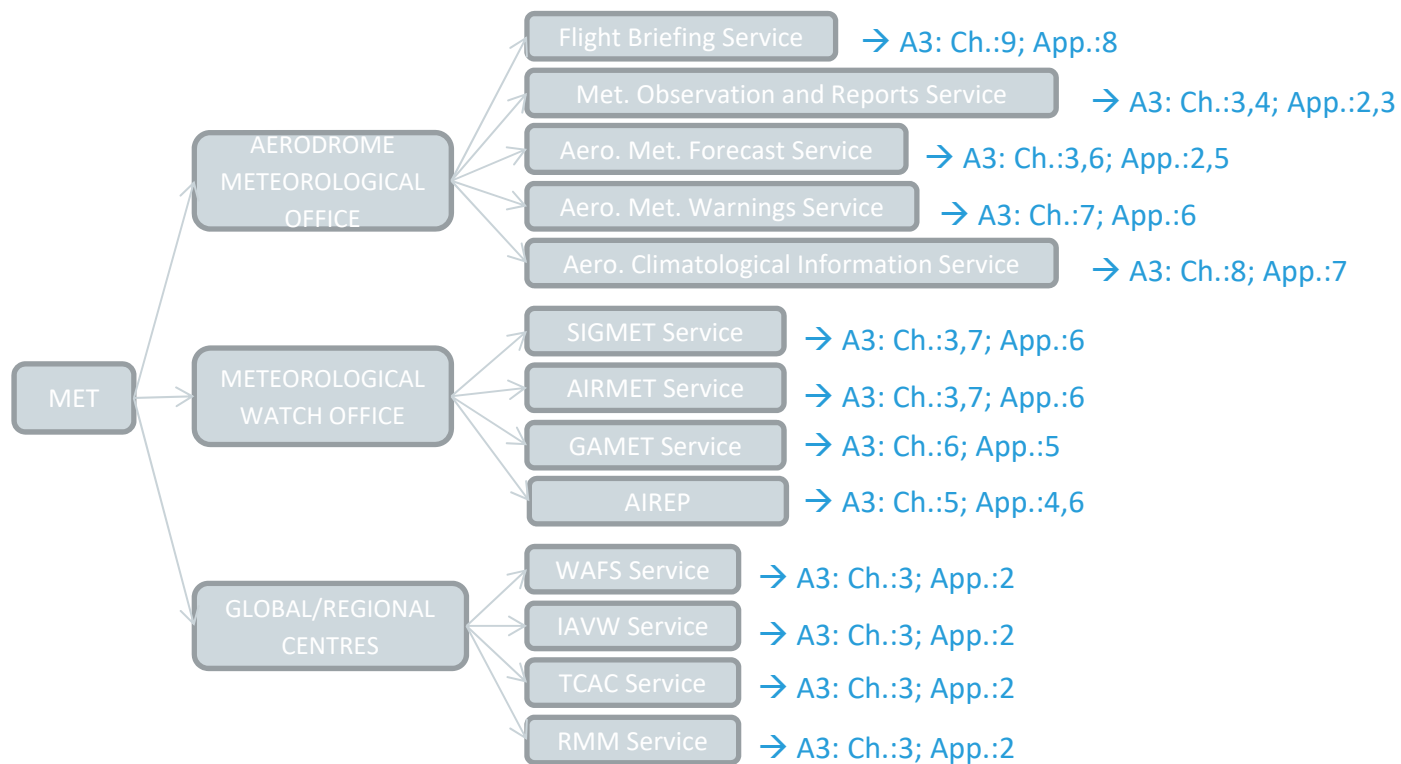 Flight Briefing Service
→ A3: Ch.:9; App.:8
Met. Observation and Reports Service
→ A3: Ch.:3,4; App.:2,3
AERODROME
METEOROLOGICAL
OFFICE
Aero. Met. Forecast Service
→ A3: Ch.:3,6; App.:2,5
Aero. Met. Warnings Service
→ A3: Ch.:7; App.:6
Aero. Climatological Information Service
→ A3: Ch.:8; App.:7
MET
METEOROLOGICAL
WATCH OFFICE
SIGMET Service
→ A3: Ch.:3,7; App.:6
AIRMET Service
→ A3: Ch.:3,7; App.:6
GAMET Service
→ A3: Ch.:6; App.:5
AIREP
→ A3: Ch.:5; App.:4,6
GLOBAL/REGIONAL
CENTRES
WAFS Service
→ A3: Ch.:3; App.:2
IAVW Service
→ A3: Ch.:3; App.:2
TCAC Service
→ A3: Ch.:3; App.:2
RMM Service
→ A3: Ch.:3; App.:2